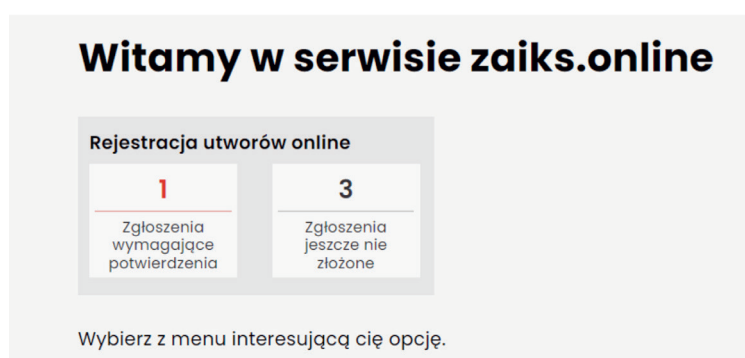 Witamy w serwisie zaiks.online
Rejestracja utworów online
1
Zgłoszenia
wymagające
potwierdzenia
3
Zgłoszenia
jeszcze nie
złożone
Wybierz z menu interesującą cię opcję.